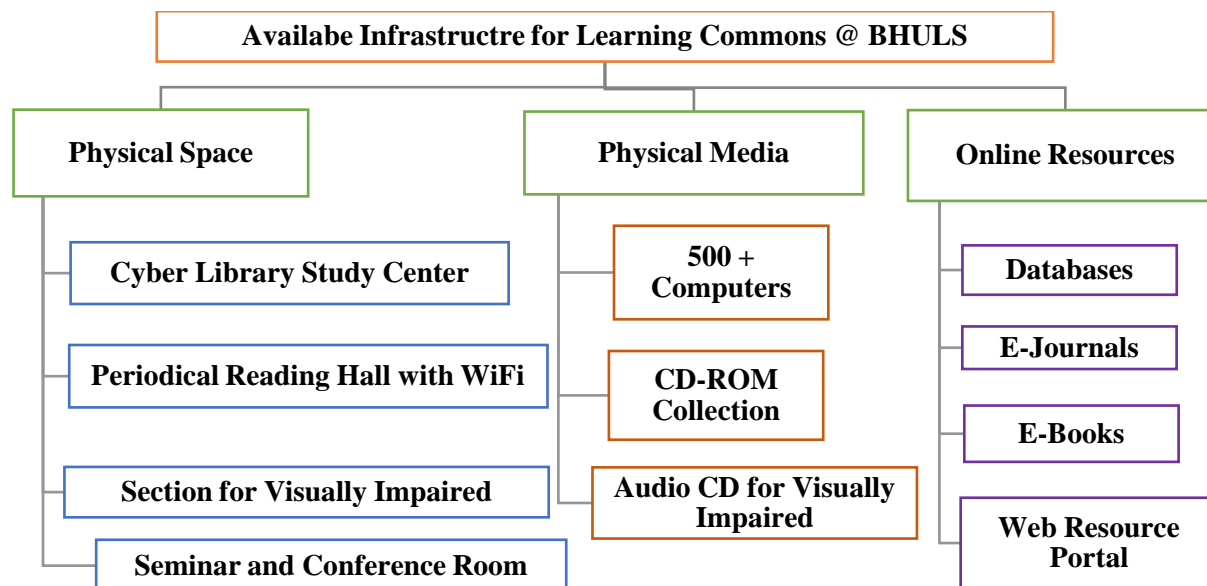 Availabe Infrastructre for Learning Commons @ BHULS
Physical Space
Cyber Library Study Center
Periodical Reading Hall with WiFi
Section for Visually Impaired
Seminar and Conference Room
Physical Media
500 +
Computers
CD-ROM
Collection
Audio CD for Visually
Impaired
Online Resources
Databases
E-Journals
E-Books
Web Resource
Portal